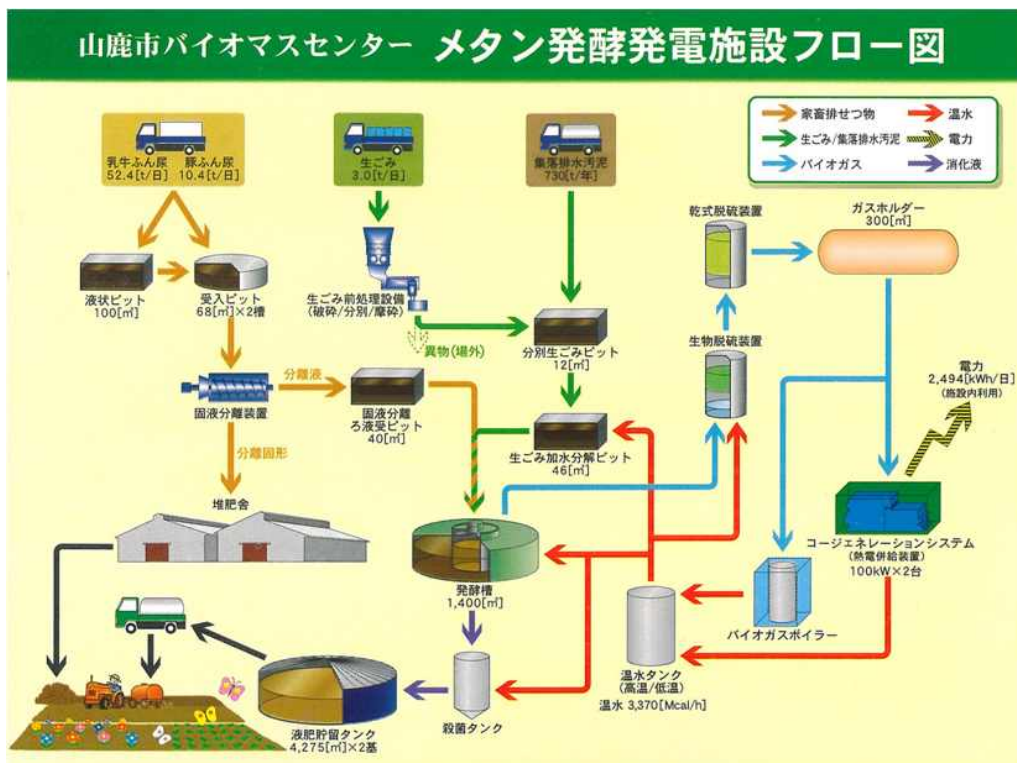 山鹿市バイオマスセンター メタン発酵発電施設フロー図
家畜排せつ物
温水
生ごみ/集落排水汚泥
電力
バイオガス
消化液
乳牛ふん尿 豚ふん尿
52.4[t/日] 10.4[t/日]
生ごみ
3.0[t/日]
集落排水汚泥
730[t/年]
乾式脱硫装置
ガスホルダー
300[㎥]
液状ピット
100[㎥]
受入ピット
68[㎥]×2槽
生ごみ前処理設備
(破砕/分別/摩砕)
異物(場外)
分別生ごみピット
12[㎥]
生物脱硫装置
電力
2,494[kWh/日]
(施設内利用)
分離液
固液分離装置
固液分離
ろ液受ピット
40[㎥]
生ごみ加水分解ピット
46[㎥]
分離固形
堆肥舎
コージェネレーションシステム
(熱電併給装置)
100kW×2台
発酵槽
1,400[㎥]
バイオガスボイラー
温水タンク
(高温/低温)
温水 3,370[Mcal/h]
殺菌タンク
液肥貯留タンク
4,275[㎥]×2基